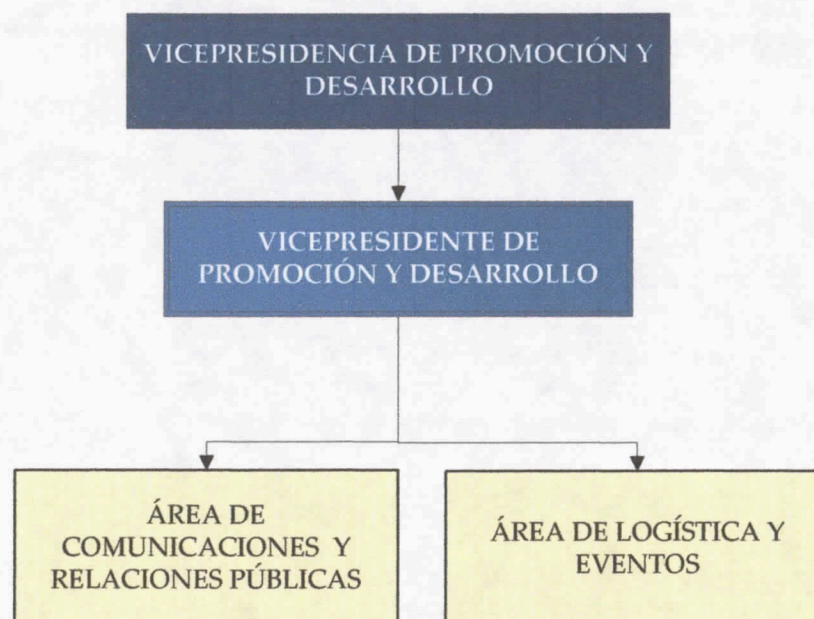 VICEPRESIDENCIA DE PROMOCIÓN Y
DESARROLLO
VICEPRESIDENTE DE
PROMOCIÓN Y DESARROLLO
ÁREA DE
COMUNICACIONES Y
RELACIONES PÚBLICAS
ÁREA DE LOGÍSTICA Y
EVENTOS